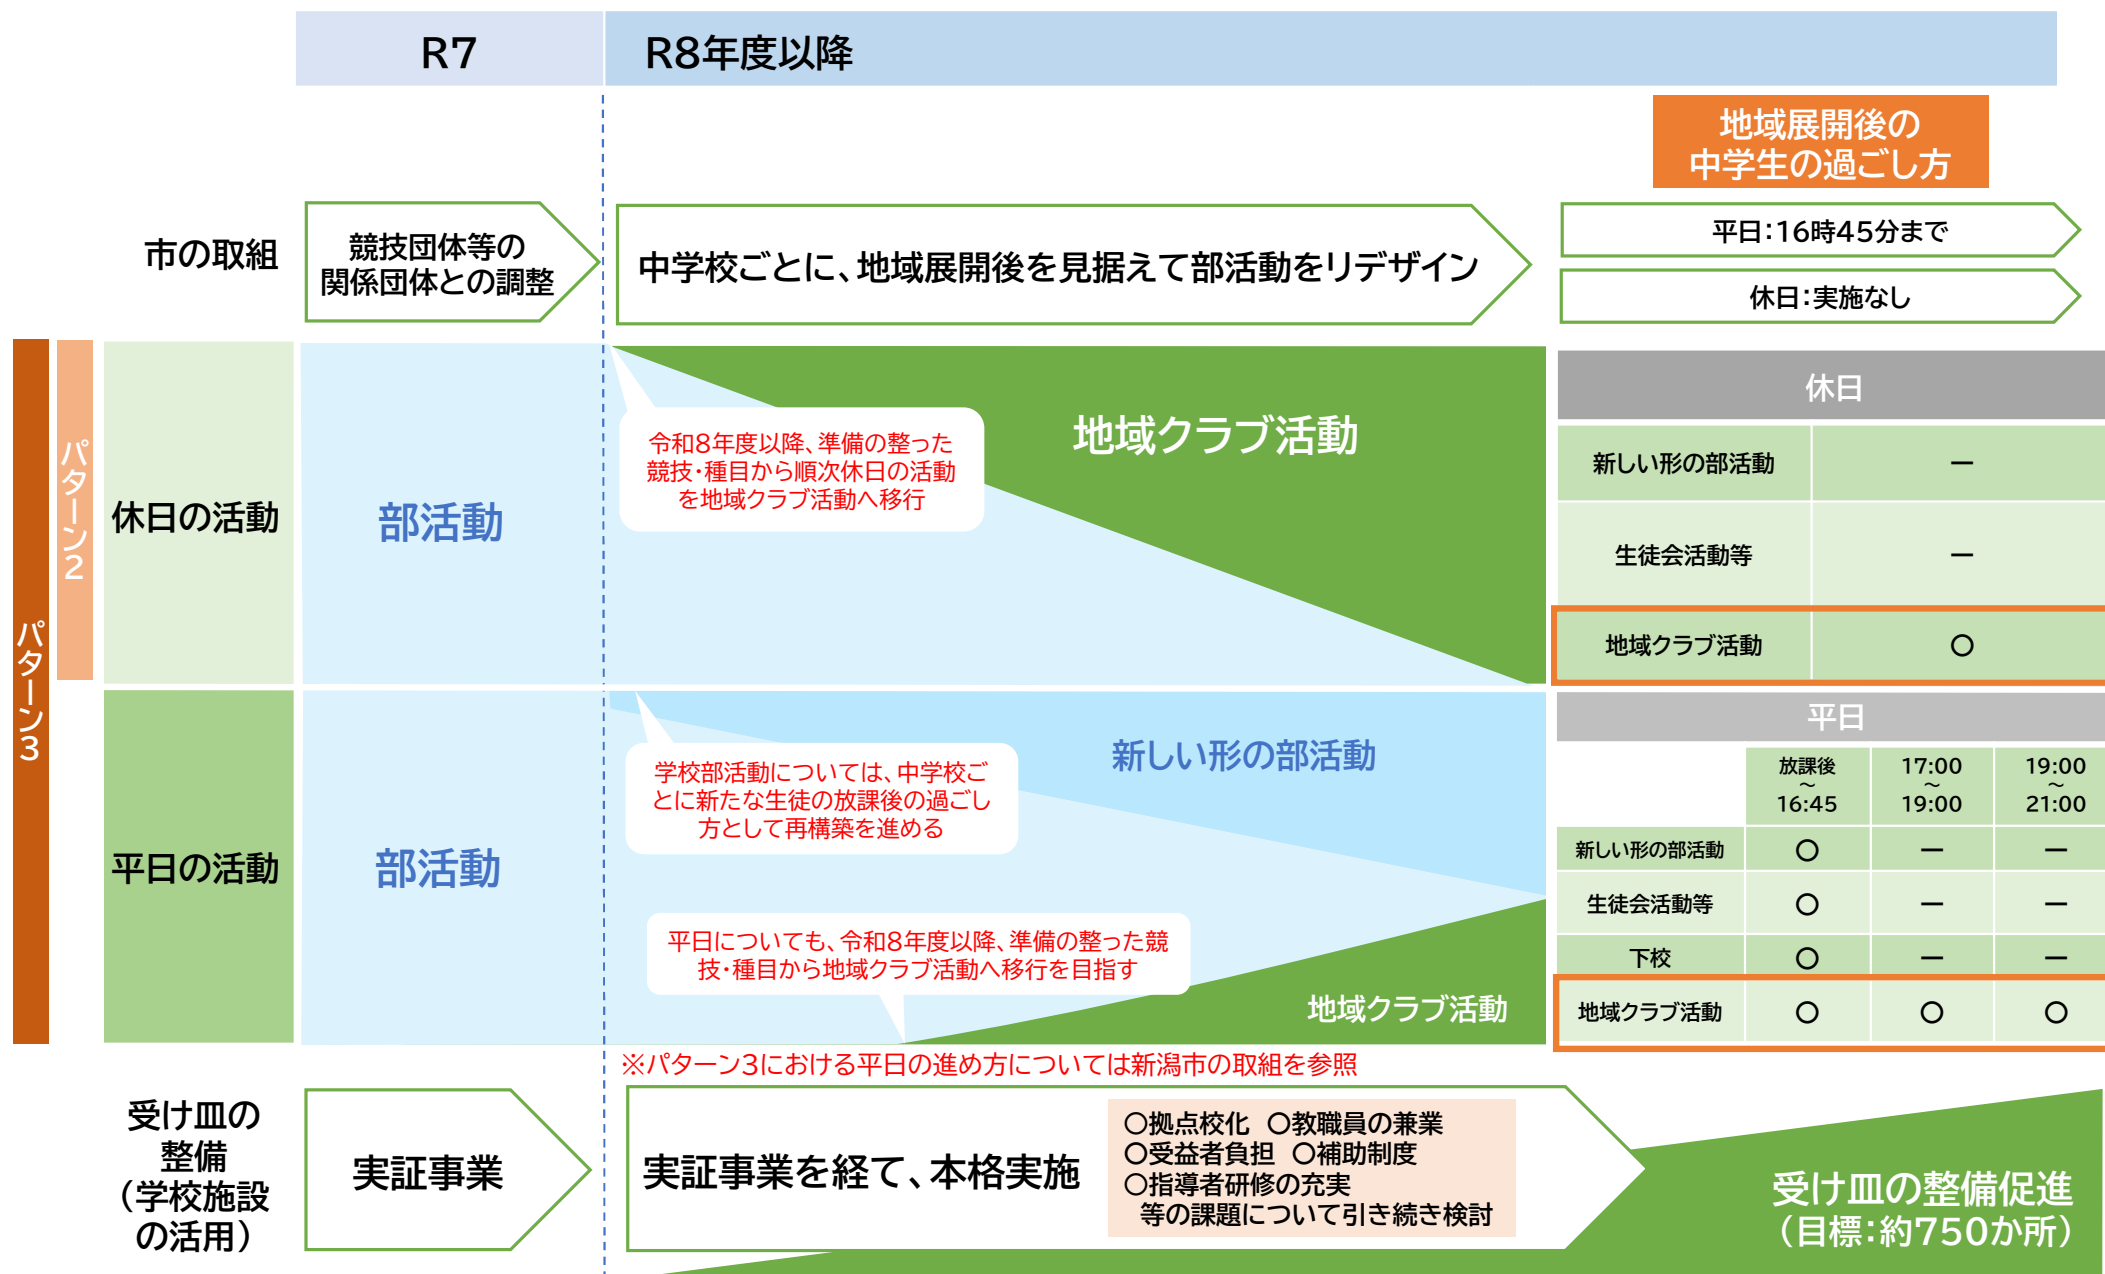 R7
R8年度以降
地域展開後の
中学生の過ごし方
市の取組
競技団体等の
関係団体との調整
中学校ごとに、地域展開後を見据えて部活動をリデザイン
平日：16時45分まで
休日：実施なし
パターン3
パターン2
休日の活動
部活動
令和8年度以降、準備の整った
競技・種目から順次休日の活動
を地域クラブ活動へ移行
地域クラブ活動
休日
新しい形の部活動 ー
生徒会活動等 ー
地域クラブ活動 〇
平日の活動
部活動
学校部活動については、中学校ご
とに新たな生徒の放課後の過ごし
方として再構築を進める
新しい形の部活動
平日についても、令和8年度以降、準備の整った競
技・種目から地域クラブ活動へ移行を目指す
地域クラブ活動
平日
放課後 17:00 19:00
～ ～ ～
16:45 19:00 21:00
新しい形の部活動 〇 ー ー
生徒会活動等 〇 ー ー
下校 〇 ー ー
地域クラブ活動 〇 〇 〇
※パターン3における平日の進め方については新潟市の取組を参照
受け皿の
整備
（学校施設
の活用）
実証事業
実証事業を経て、本格実施
〇拠点校化 〇教職員の兼業
〇受益者負担 〇補助制度
〇指導者研修の充実
等の課題について引き続き検討
受け皿の整備促進
（目標：約750か所）